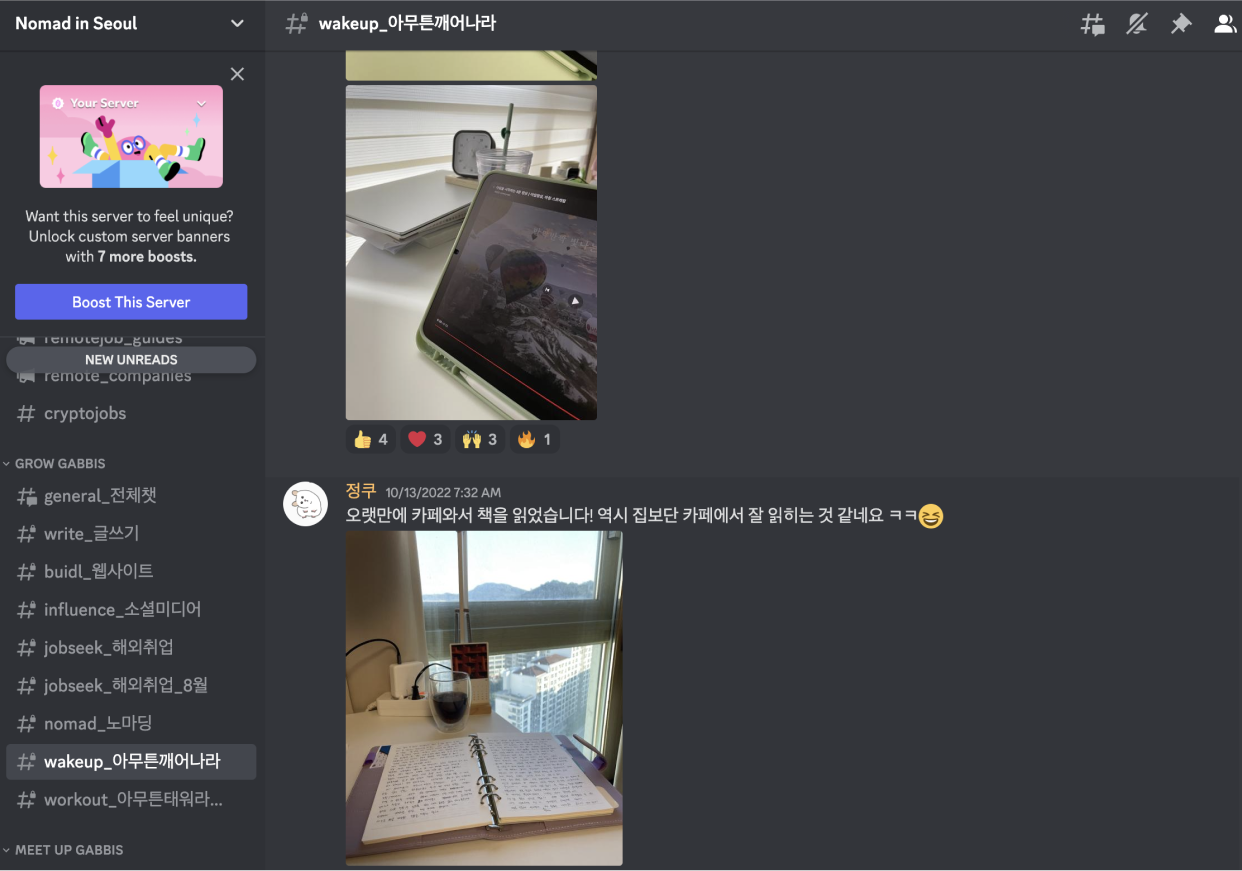 Nomad in Seoul
wakeup_아무튼깨어나라
Your Server
Want this server to feel unique?
Unlock custom server banners
with 7 more boosts.
Boost This Server
remotejob_guides
NEW UNREADS
remote_companies
cryptojobs
GROW GABBIS
general_전체챗
write_글쓰기
buidl_웹사이트
influence_소셜미디어
jobseek_해외취업
jobseek_해외취업_8월
nomad_노마딩
wakeup_아무튼깨어나라
workout_아무튼태워라...
MEET UP GABBIS
4
3
3
1
정쿠 10/13/2022 7:32 AM
오랫만에 카페와서 책을 읽었습니다! 역시 집보단 카페에서 잘 읽히는 것 같네요 ㅋㅋ